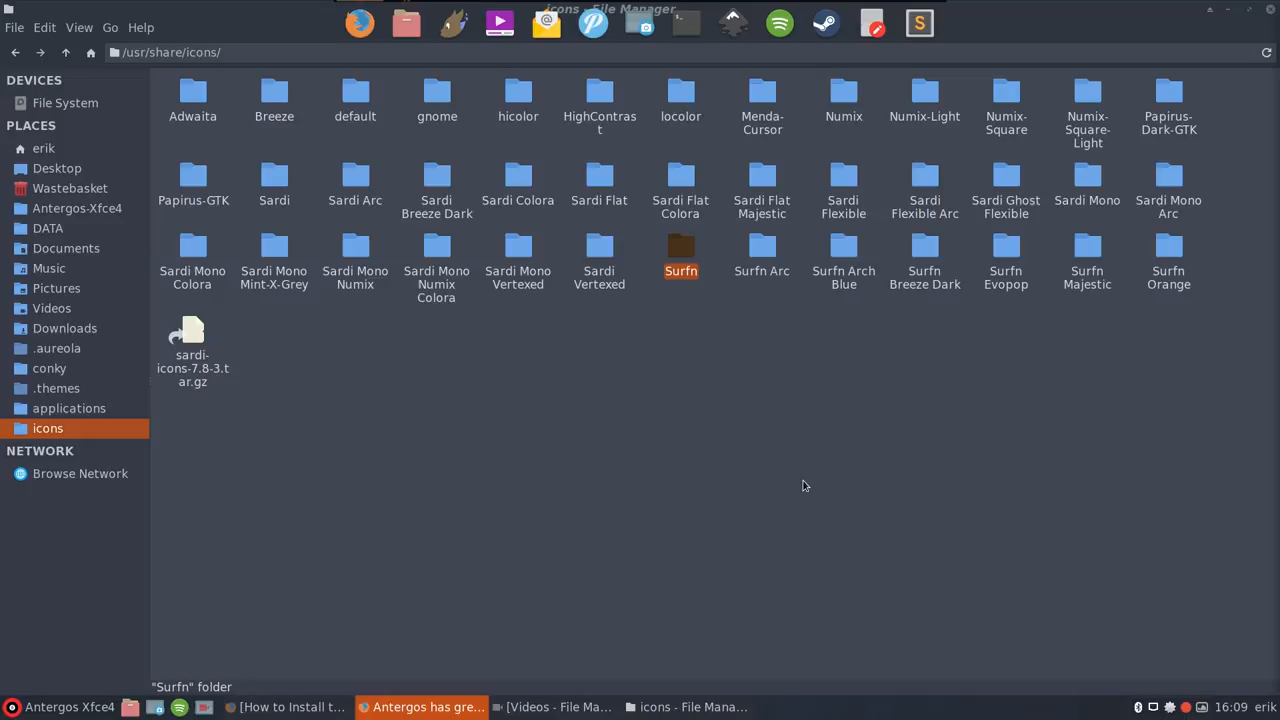 icons - File Manager
File Edit View Go Help
/usr/share/icons/
DEVICES
File System
PLACES
erik
Desktop
Wastebasket
Antergos-Xfce4
DATA
Documents
Music
Pictures
Videos
Downloads
.aureola
conky
.themes
applications
icons
NETWORK
Browse Network
Adwaita
Breeze
default
gnome
hicolor
HighContras
t
locolor
Menda-
Cursor
Numix
Numix-Light
Numix-
Square
Numix-
Square-
Light
Papirus-
Dark-GTK
Papirus-GTK
Sardi
Sardi Arc
Sardi
Breeze Dark
Sardi Colora
Sardi Flat
Sardi Flat
Colora
Sardi Flat
Majestic
Sardi
Flexible
Sardi
Flexible Arc
Sardi Ghost
Flexible
Sardi Mono
Sardi Mono
Arc
Sardi Mono
Colora
Sardi Mono
Mint-X-Grey
Sardi Mono
Numix
Sardi Mono
Numix
Colora
Sardi Mono
Vertexed
Sardi
Vertexed
Surfn
Surfn Arc
Surfn Arch
Blue
Surfn
Breeze Dark
Surfn
Evopop
Surfn
Majestic
Surfn
Orange
sardi-
icons-7.8-3.t
ar.gz
"Surfn" folder
Antergos Xfce4
[How to Install t...
Antergos has gre...
[Videos - File Ma...
icons - File Mana...
16:09 erik